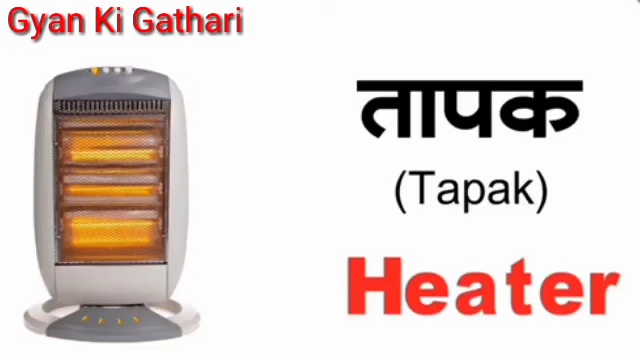 Gyan Ki Gathari
तापक
(Tapak)
Heater